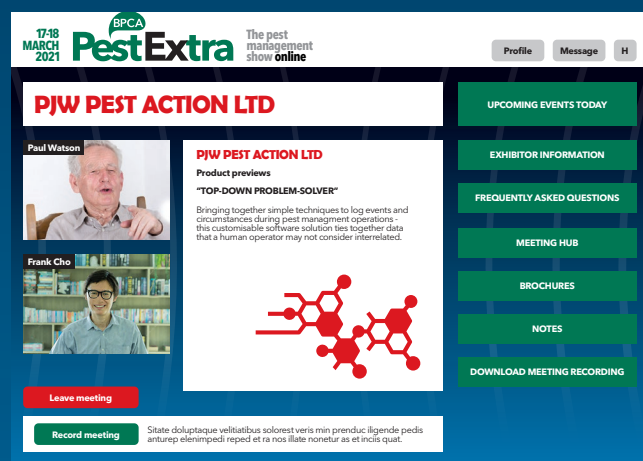 17-18
MARCH
2021
BPCA
PestExtra
The pest
management
show online
Profile
Message
H
PJW PEST ACTION LTD
Paul Watson
Frank Cho
PJW PEST ACTION LTD
Product previews
“TOP-DOWN PROBLEM-SOLVER”
Bringing together simple techniques to log events and
circumstances during pest managment operations -
this customisable software solution ties together data
that a human operator may not consider interrelated.
UPCOMING EVENTS TODAY
EXHIBITOR INFORMATION
FREQUENTLY ASKED QUESTIONS
MEETING HUB
BROCHURES
NOTES
DOWNLOAD MEETING RECORDING
Leave meeting
Record meeting
Sitate doluptaque velitiatibus solorest veris min prenduc iligende pedis
anturep elenimpedi reped et ra nos illate nonetur as et inciis quat.